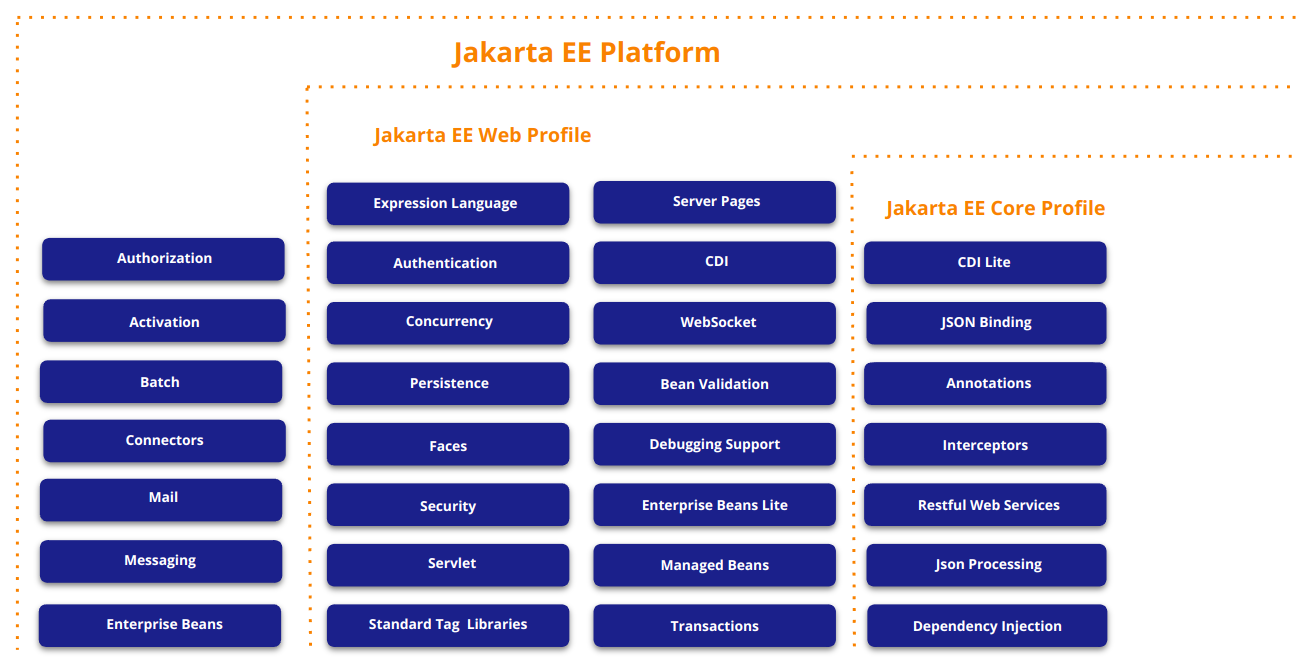 Jakarta EE Platform
Jakarta EE Web Profile
Jakarta EE Core Profile
Authorization
Activation
Batch
Connectors
Mail
Messaging
Enterprise Beans
Expression Language
Authentication
Concurrency
Persistence
Faces
Security
Servlet
Standard Tag Libraries
Server Pages
CDI
WebSocket
Bean Validation
Debugging Support
Enterprise Beans Lite
Managed Beans
Transactions
CDI Lite
JSON Binding
Annotations
Interceptors
Restful Web Services
Json Processing
Dependency Injection